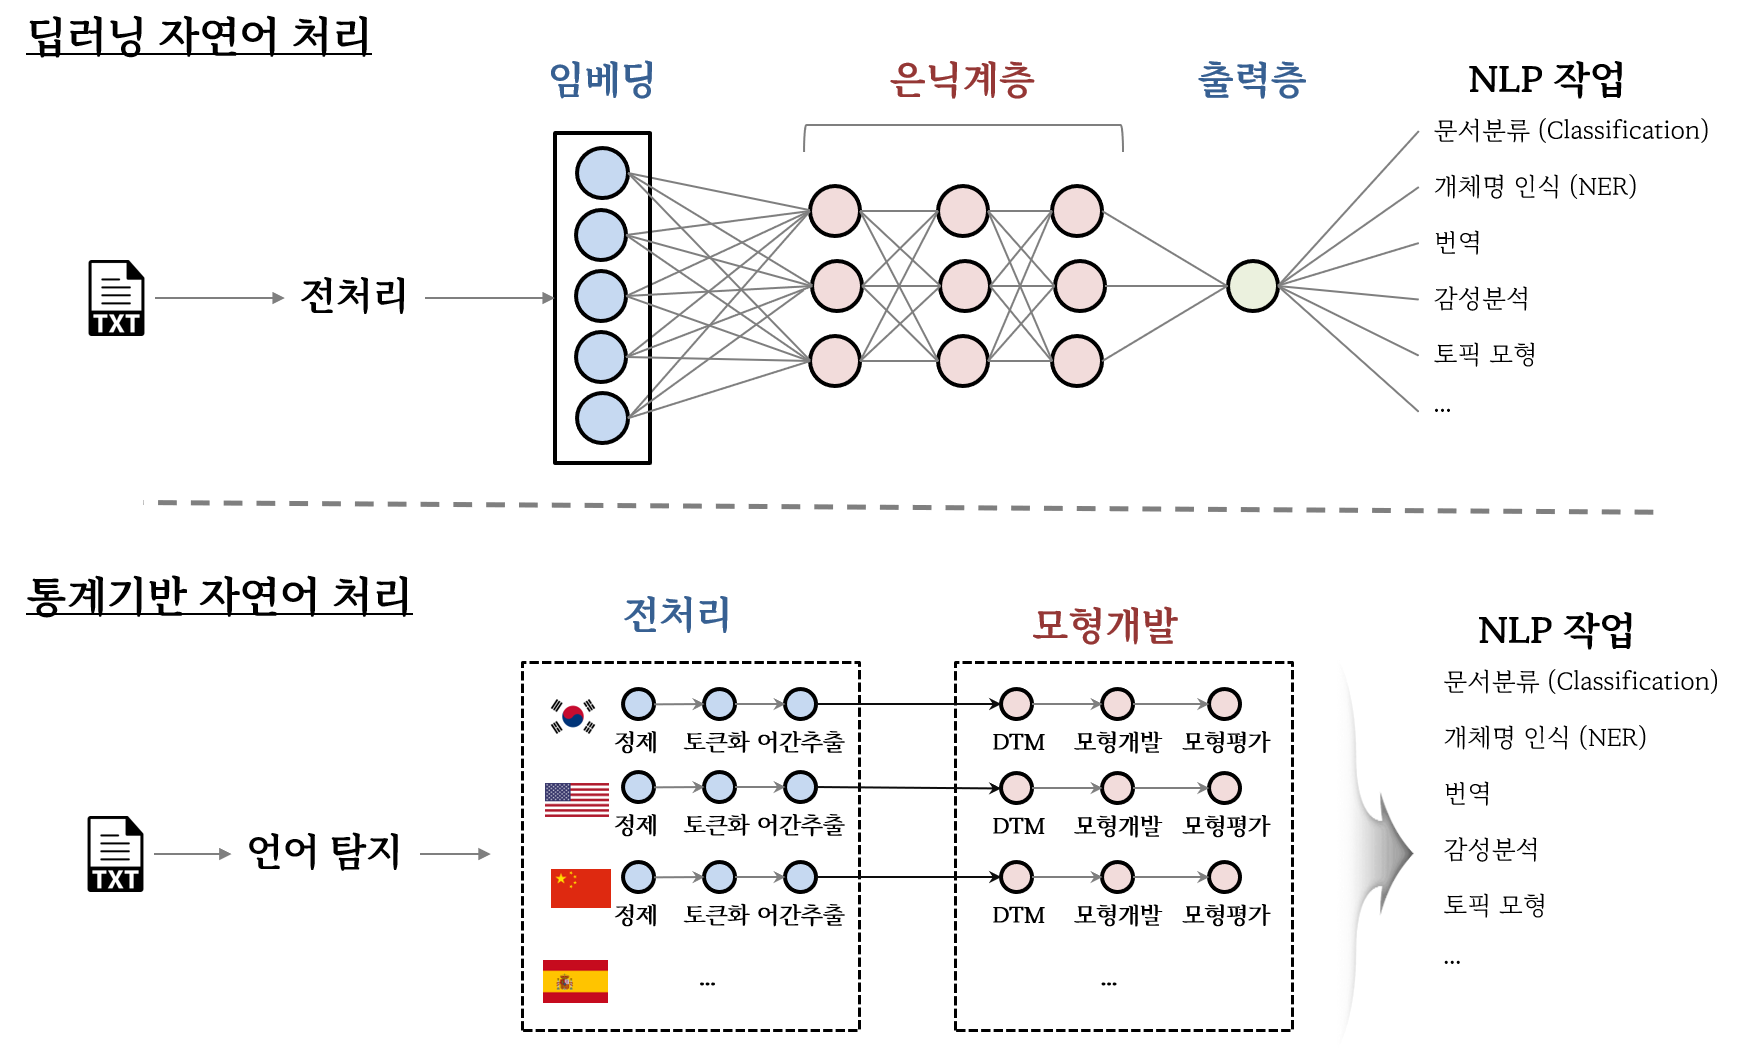 딥러닝 자연어 처리
임베딩
은닉계층
출력층
NLP 작업
문서분류 (Classification)
개체명 인식 (NER)
번역
감성분석
토픽 모형
...
TXT
전처리
통계기반 자연어 처리
전처리
모형개발
NLP 작업
TXT
언어 탐지
정제 토큰화 어간추출
DTM 모형개발 모형평가
정제 토큰화 어간추출
DTM 모형개발 모형평가
정제 토큰화 어간추출
DTM 모형개발 모형평가
...
...
문서분류 (Classification)
개체명 인식 (NER)
번역
감성분석
토픽 모형
...